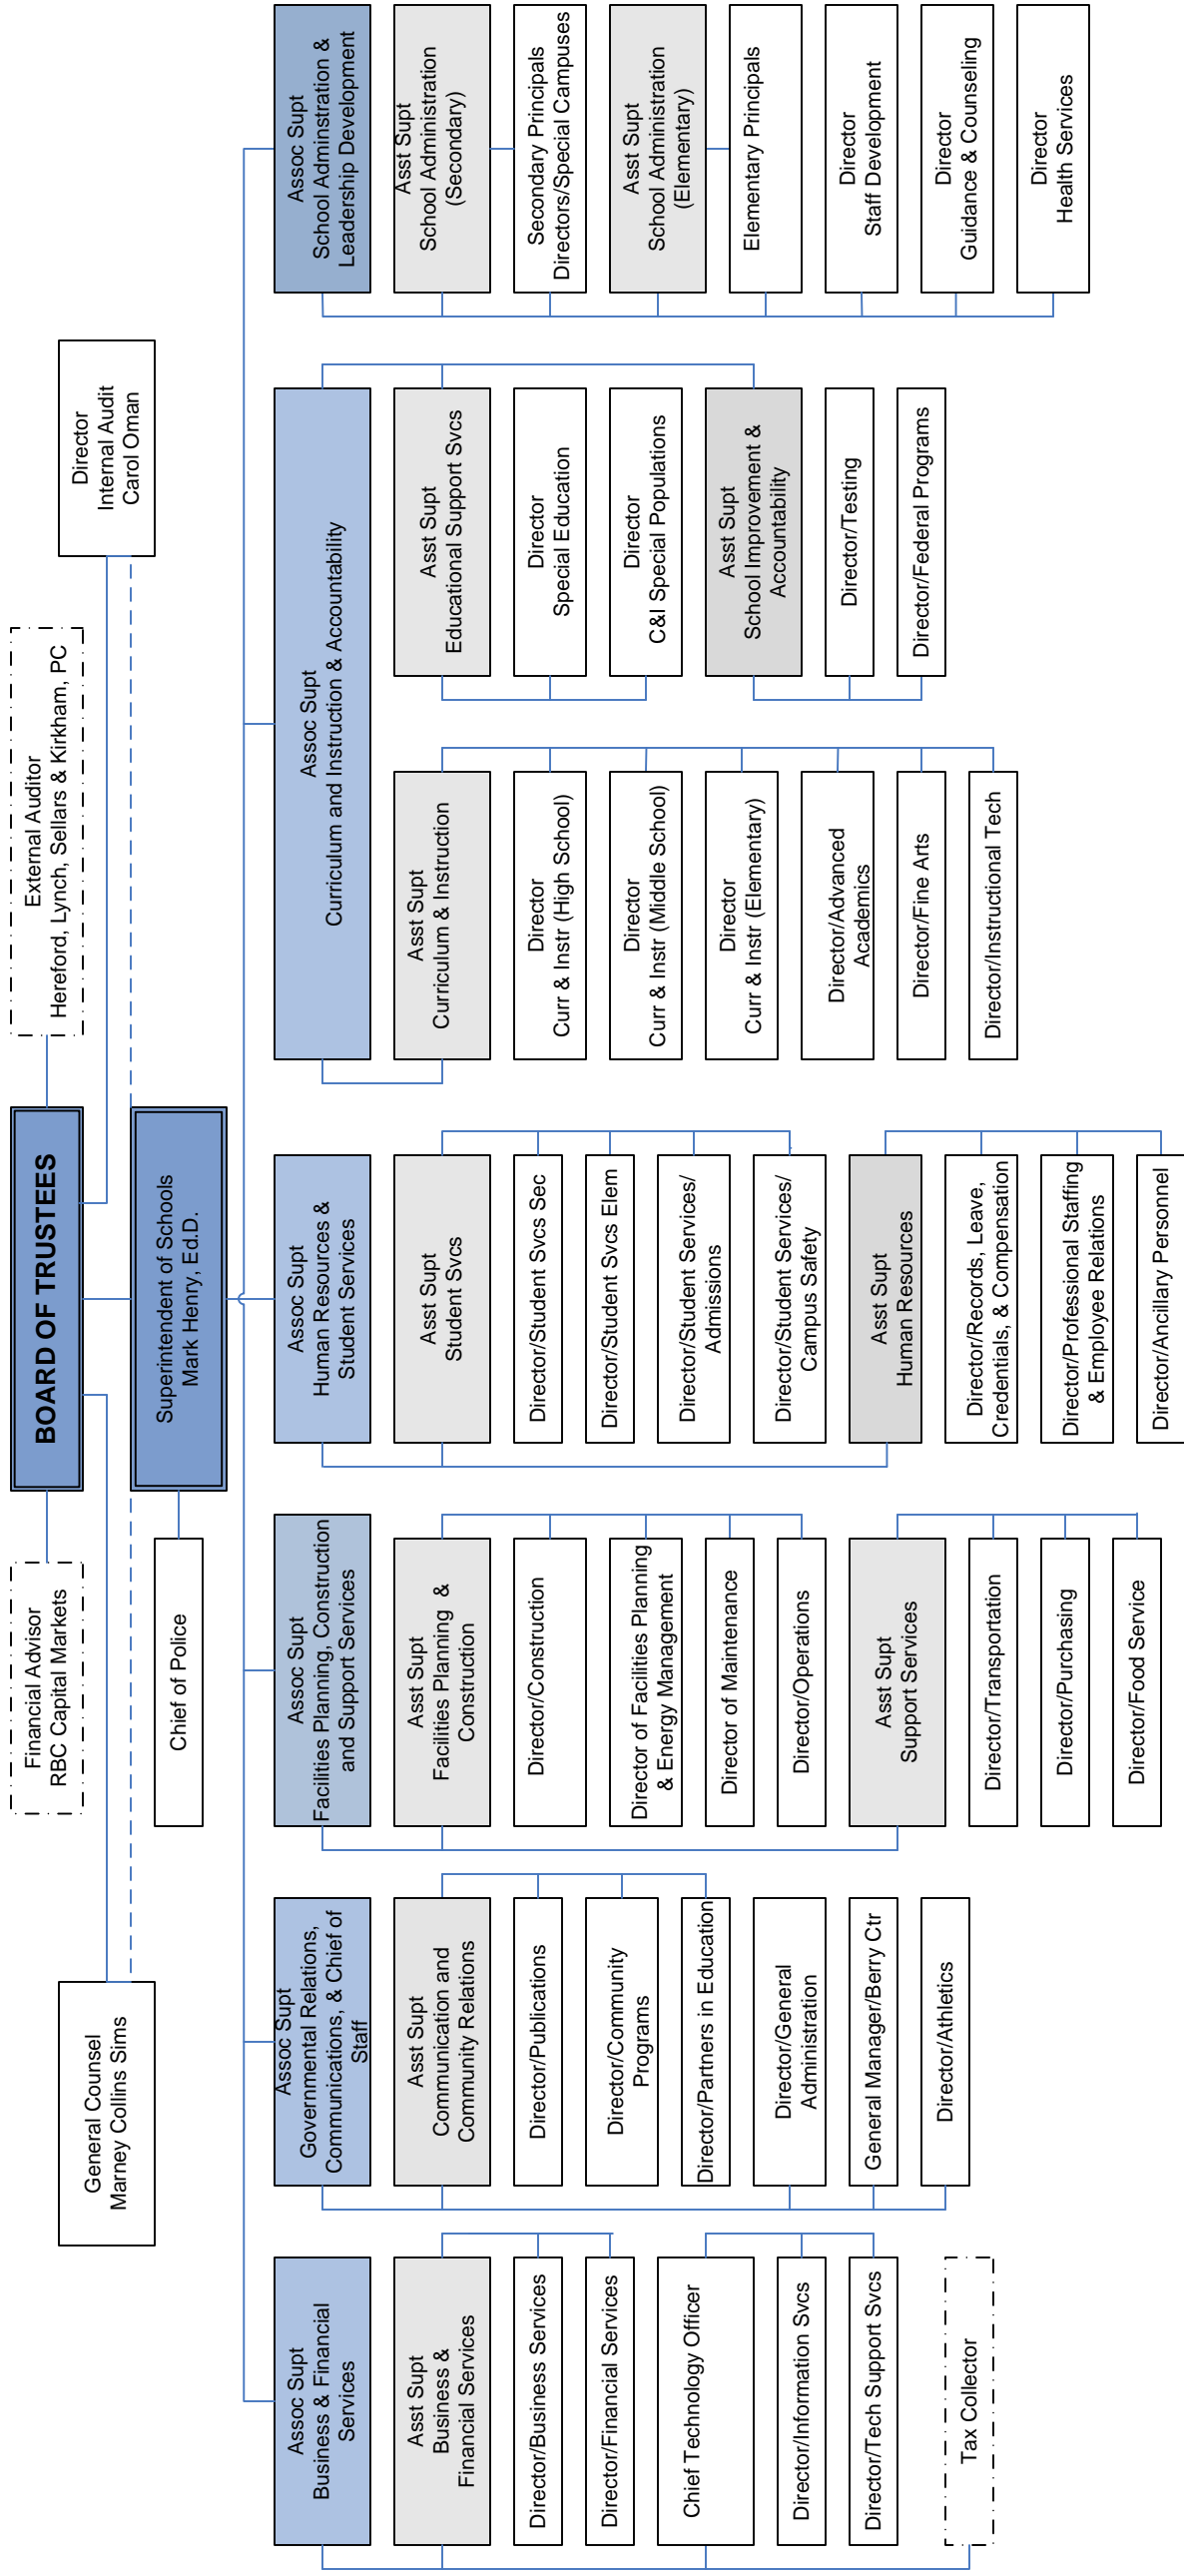 BOARD OF TRUSTEES
Financial Advisor
RBC Capital Markets
External Auditor
Hereford, Lynch, Sellars & Kirkham, PC
General Counsel
Marney Collins Sims
Director
Internal Audit
Carol Oman
Superintendent of Schools
Mark Henry, Ed.D.
Chief of Police
Assoc Supt
Business & Financial
Services
Asst Supt
Business &
Financial Services
Director/Business Services
Director/Financial Services
Chief Technology Officer
Director/Information Svcs
Director/Tech Support Svcs
Tax Collector
Assoc Supt
Governmental Relations,
Communications, & Chief of
Staff
Asst Supt
Communication and
Community Relations
Director/Publications
Director/Community
Programs
Director/Partners in Education
Director/General
Administration
General Manager/Berry Ctr
Director/Athletics
Assoc Supt
Facilities Planning, Construction
and Support Services
Asst Supt
Facilities Planning &
Construction
Director/Construction
Director of Facilities Planning
& Energy Management
Director of Maintenance
Director/Operations
Asst Supt
Support Services
Director/Transportation
Director/Purchasing
Director/Food Service
Assoc Supt
Human Resources &
Student Services
Asst Supt
Student Svcs
Director/Student Svcs Sec
Director/Student Svcs Elem
Director/Student Services/
Admissions
Director/Student Services/
Campus Safety
Asst Supt
Human Resources
Director/Records, Leave,
Credentials, & Compensation
Director/Professional Staffing
& Employee Relations
Director/Ancillary Personnel
Assoc Supt
Curriculum and Instruction & Accountability
Asst Supt
Curriculum & Instruction
Director
Curr & Instr (High School)
Director
Curr & Instr (Middle School)
Director
Curr & Instr (Elementary)
Director/Advanced
Academics
Director/Fine Arts
Director/Instructional Tech
Asst Supt
Educational Support Svcs
Director
Special Education
Director
C&I Special Populations
Asst Supt
School Improvement &
Accountability
Director/Testing
Director/Federal Programs
Assoc Supt
School Adminstration &
Leadership Development
Asst Supt
School Administration
(Secondary)
Secondary Principals
Directors/Special Campuses
Asst Supt
School Administration
(Elementary)
Elementary Principals
Director
Staff Development
Director
Guidance & Counseling
Director
Health Services